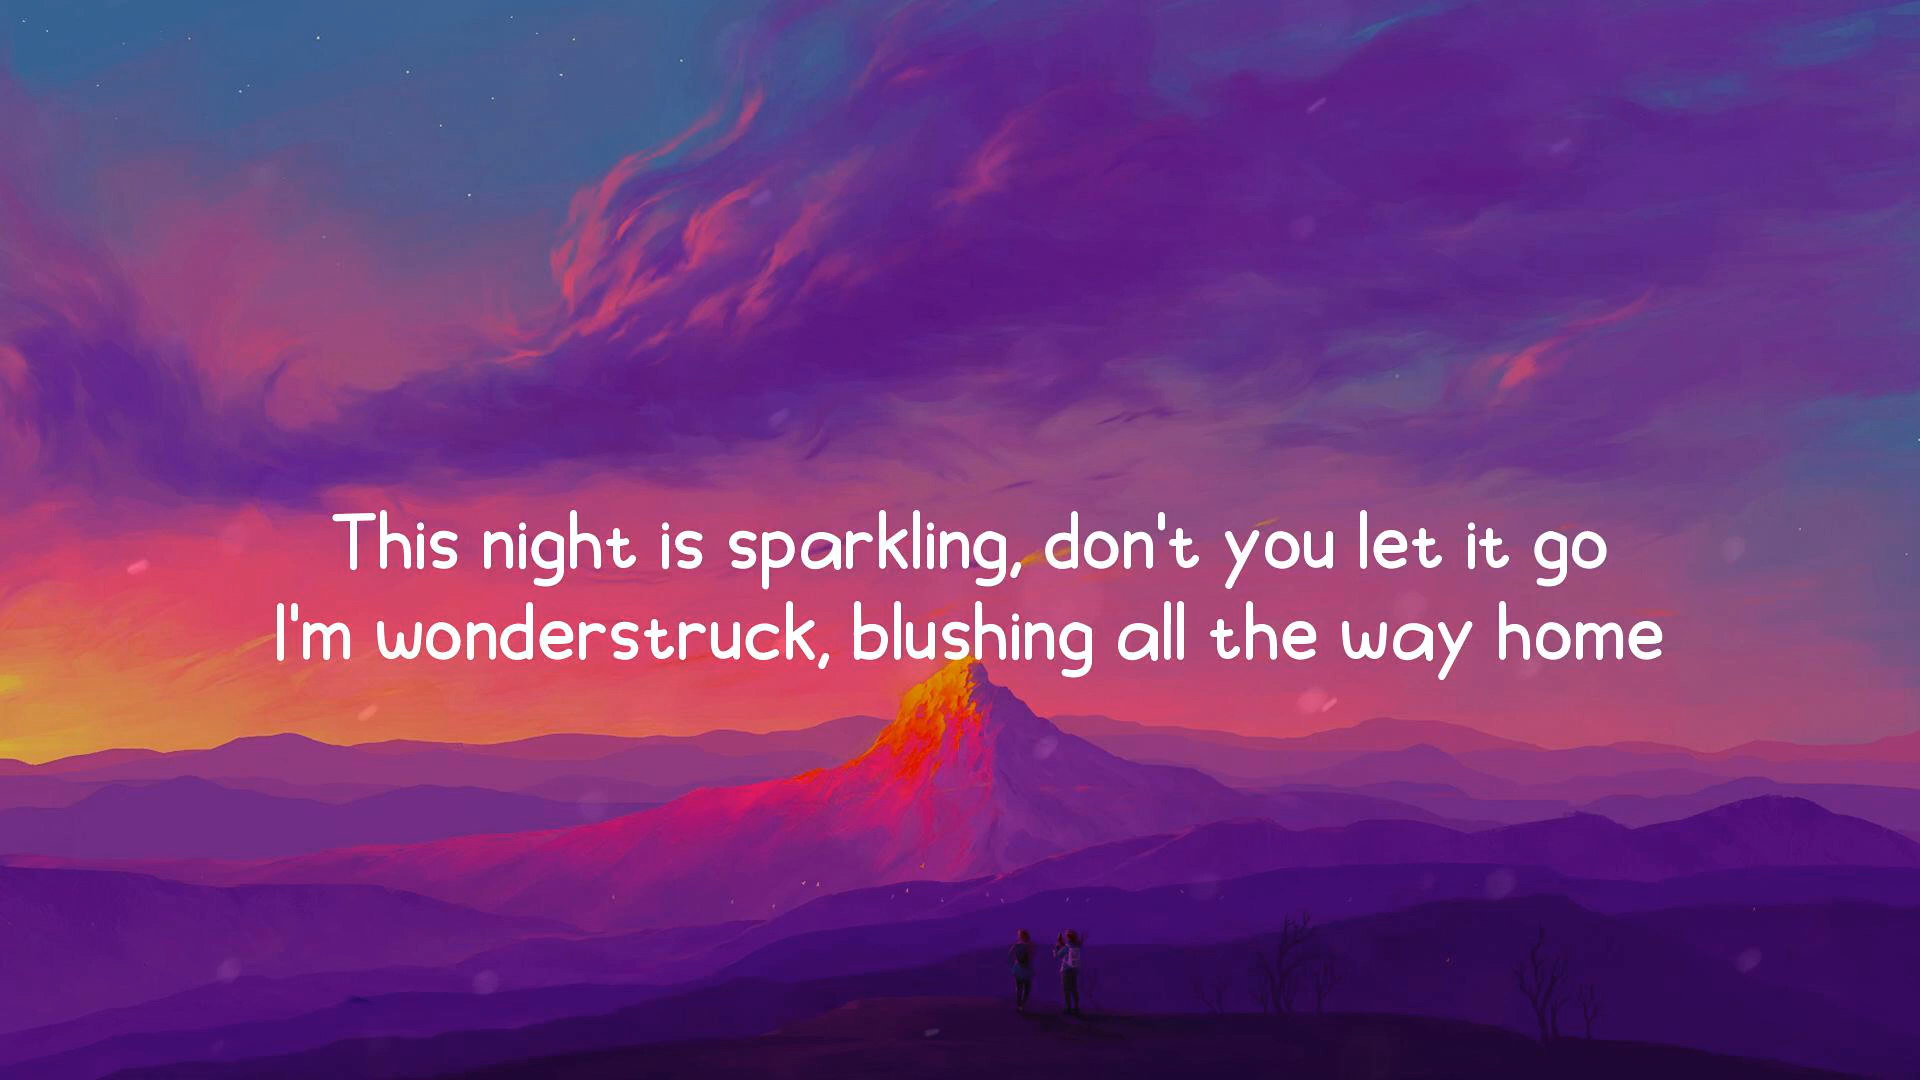 This night is sparkling, don't you let it go
I'm wonderstruck, blushing all the way home